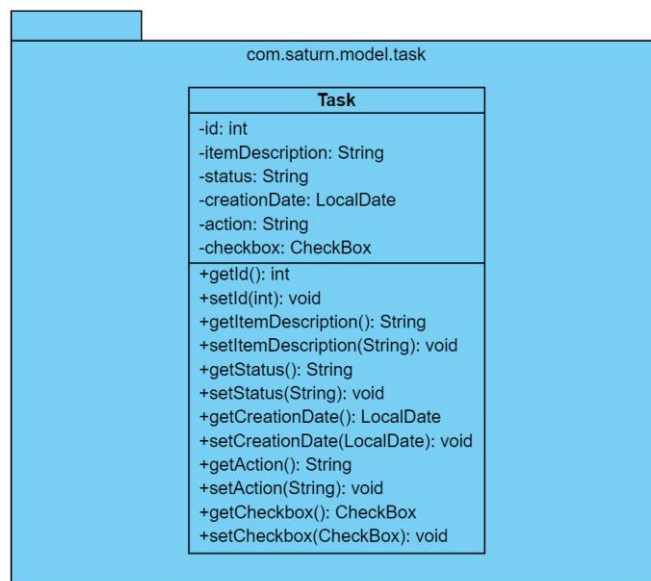 com.saturn.model.task
Task
-id: int
-itemDescription: String
-status: String
-creationDate: LocalDate
-action: String
-checkbox: CheckBox
+getId(): int
+setId(int): void
+getItemDescription(): String
+setItemDescription(String): void
+getStatus(): String
+setStatus(String): void
+getCreationDate(): LocalDate
+setCreationDate(LocalDate): void
+getAction(): String
+setAction(String): void
+getCheckbox(): CheckBox
+setCheckbox(CheckBox): void